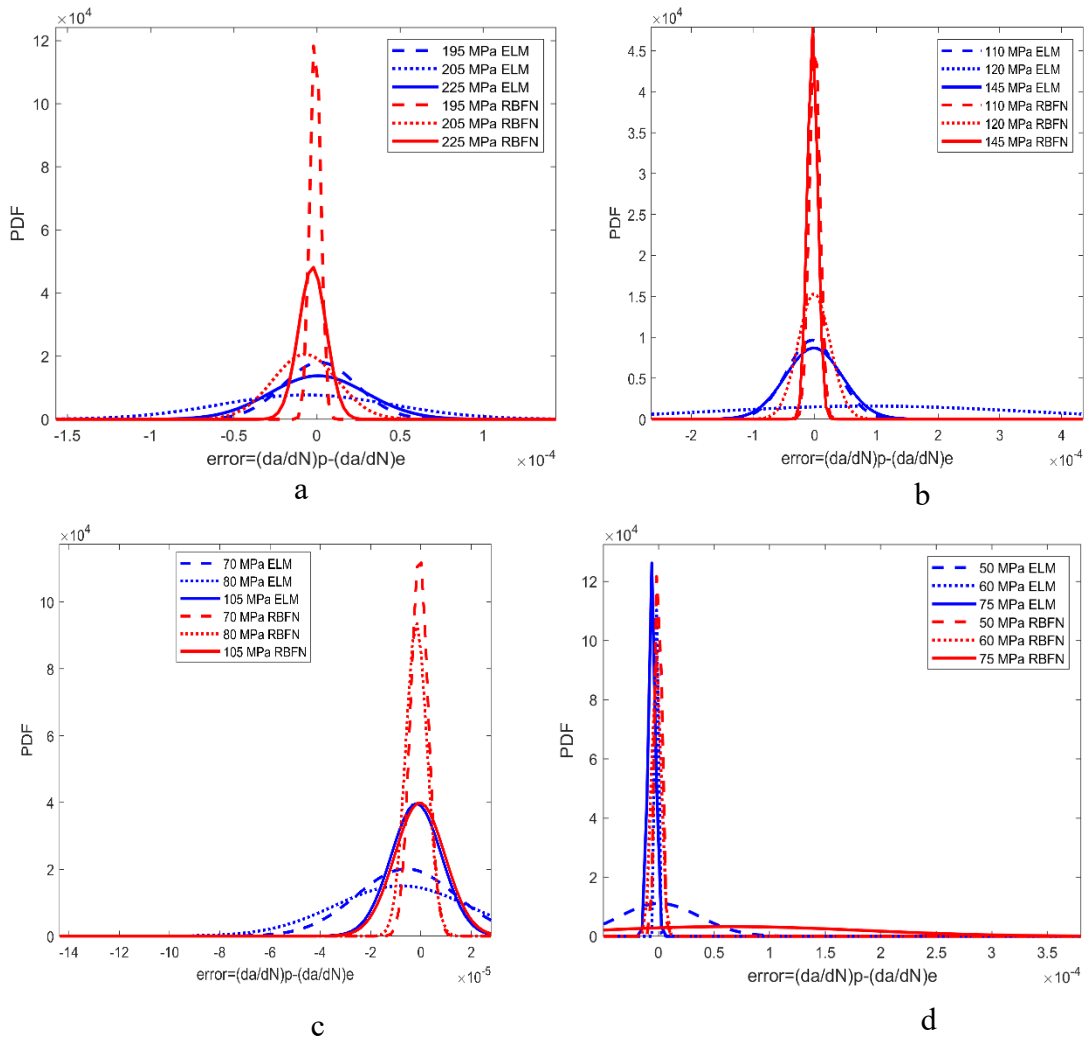 ×10⁴
12
10
8
6
4
2
0
PDF
195 MPa ELM
205 MPa ELM
225 MPa ELM
195 MPa RBFN
205 MPa RBFN
225 MPa RBFN
-1.5 -1 -0.5 0 0.5 1
error=(da/dN)p-(da/dN)e
×10⁻⁴
a
×10⁴
4.5
4
3.5
3
2.5
2
1.5
1
0.5
0
PDF
110 MPa ELM
120 MPa ELM
145 MPa ELM
110 MPa RBFN
120 MPa RBFN
145 MPa RBFN
-2 -1 0 1 2 3 4
error=(da/dN)p-(da/dN)e
×10⁻⁴
b
×10⁴
10
8
6
4
2
0
PDF
70 MPa ELM
80 MPa ELM
105 MPa ELM
70 MPa RBFN
80 MPa RBFN
105 MPa RBFN
-14 -12 -10 -8 -6 -4 -2 0 2
error=(da/dN)p-(da/dN)e
×10⁻⁵
c
×10⁴
12
10
8
6
4
2
0
PDF
50 MPa ELM
60 MPa ELM
75 MPa ELM
50 MPa RBFN
60 MPa RBFN
75 MPa RBFN
0 0.5 1 1.5 2 2.5 3 3.5
error=(da/dN)p-(da/dN)e
×10⁻⁴
d